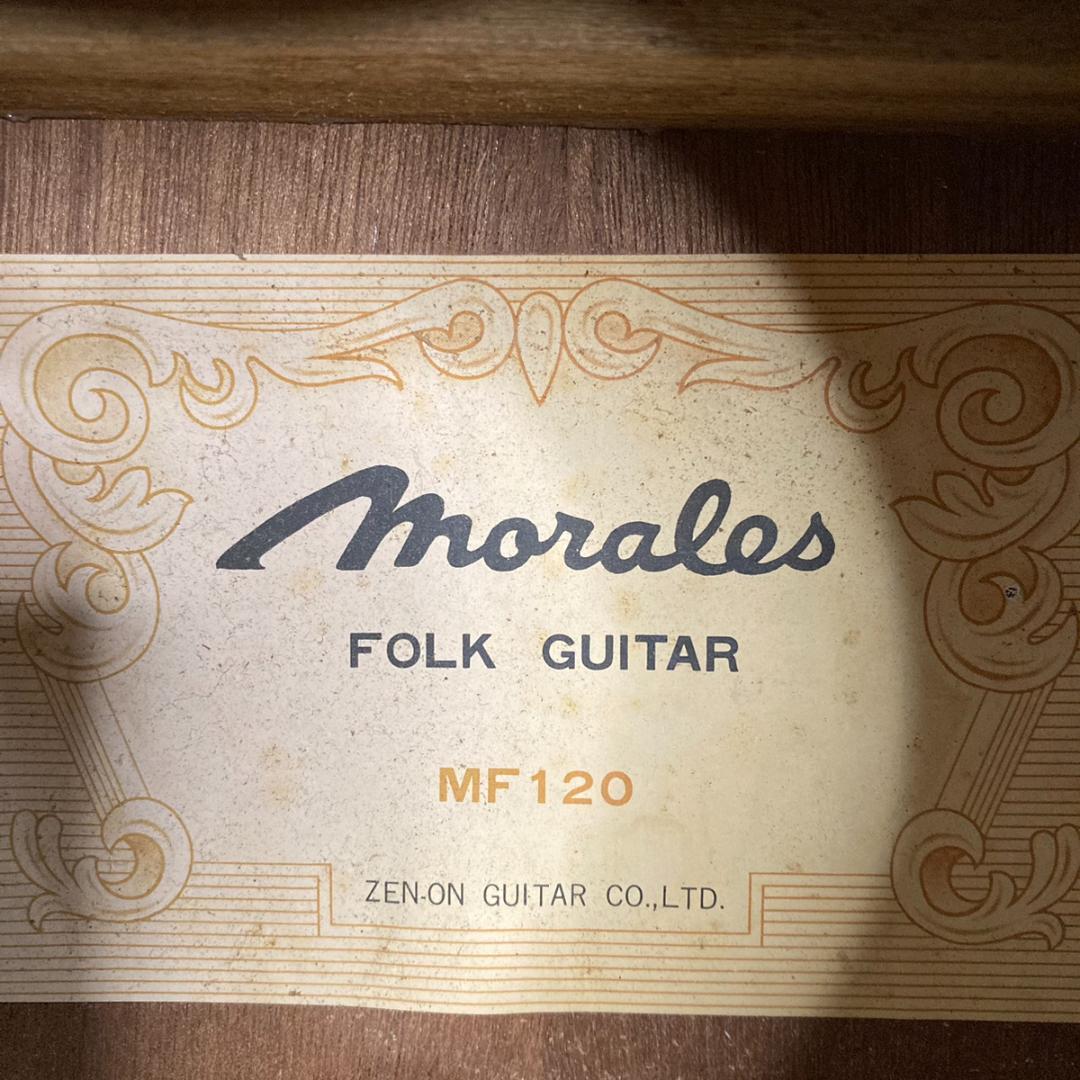 Morales
FOLK GUITAR
MF120
ZEN-ON GUITAR CO.,LTD.